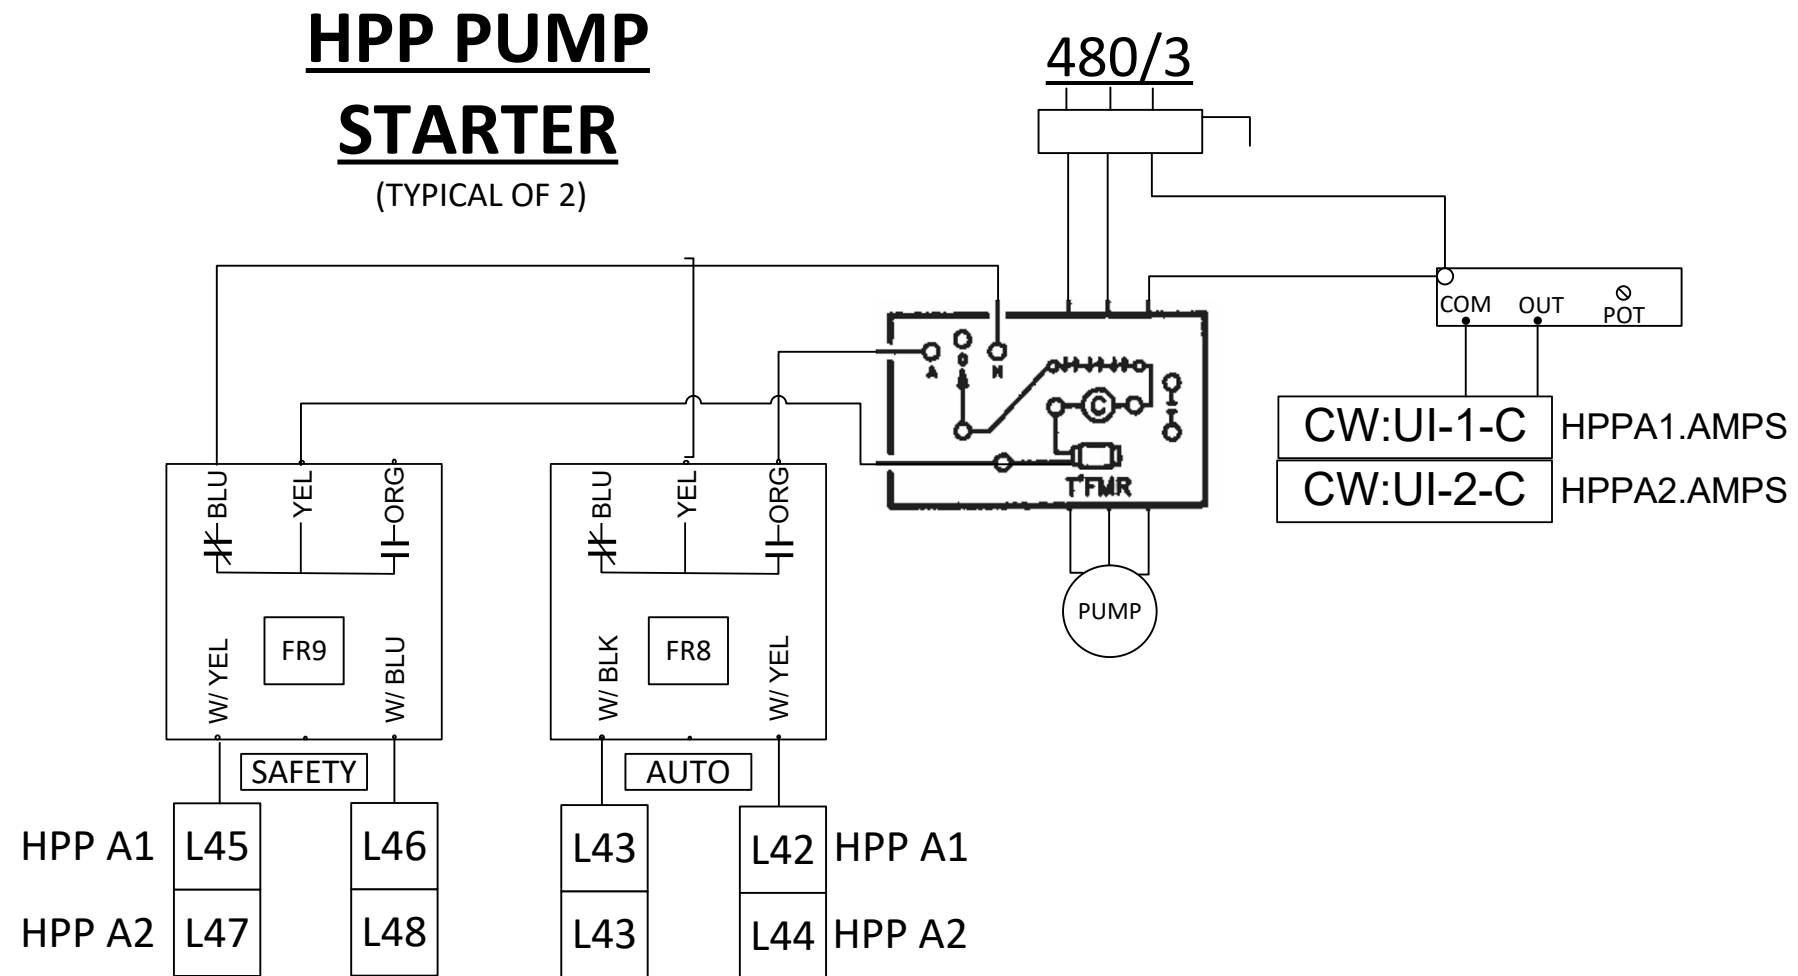 HPP PUMP
STARTER
(TYPICAL OF 2)
480/3
COM OUT POT
A O H
C
T'FMR
CW:UI-1-C HPPA1.AMPS
CW:UI-2-C HPPA2.AMPS
PUMP
BLU YEL ORG
BLU YEL ORG
FR9
FR8
W/ YEL W/ BLU
W/ BLK W/ YEL
SAFETY
AUTO
HPP A1 L45 L46 L43 L42 HPP A1
HPP A2 L47 L48 L43 L44 HPP A2